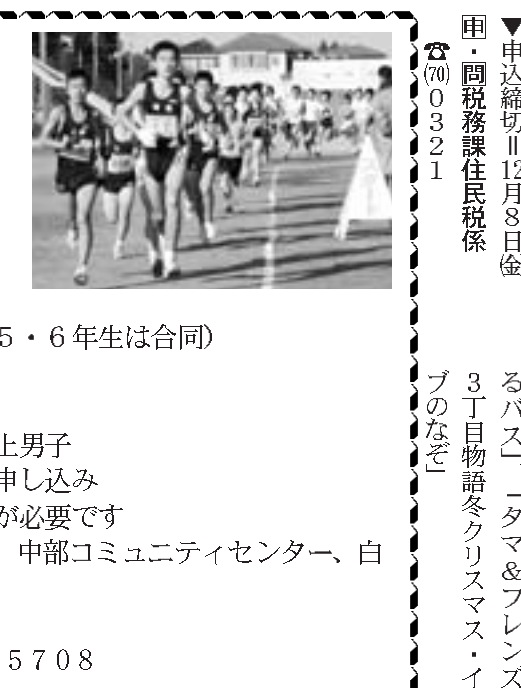 ▼申込締切＝12月8日㈮
申・問税務課住民税係
☎(70)0321
るバス」、「タマ＆フレンズ
3丁目物語冬クリスマス・イ
ブのなぞ」
5・6年生は合同)
上男子
申し込み
が必要です
中部コミュニティセンター、白
5708